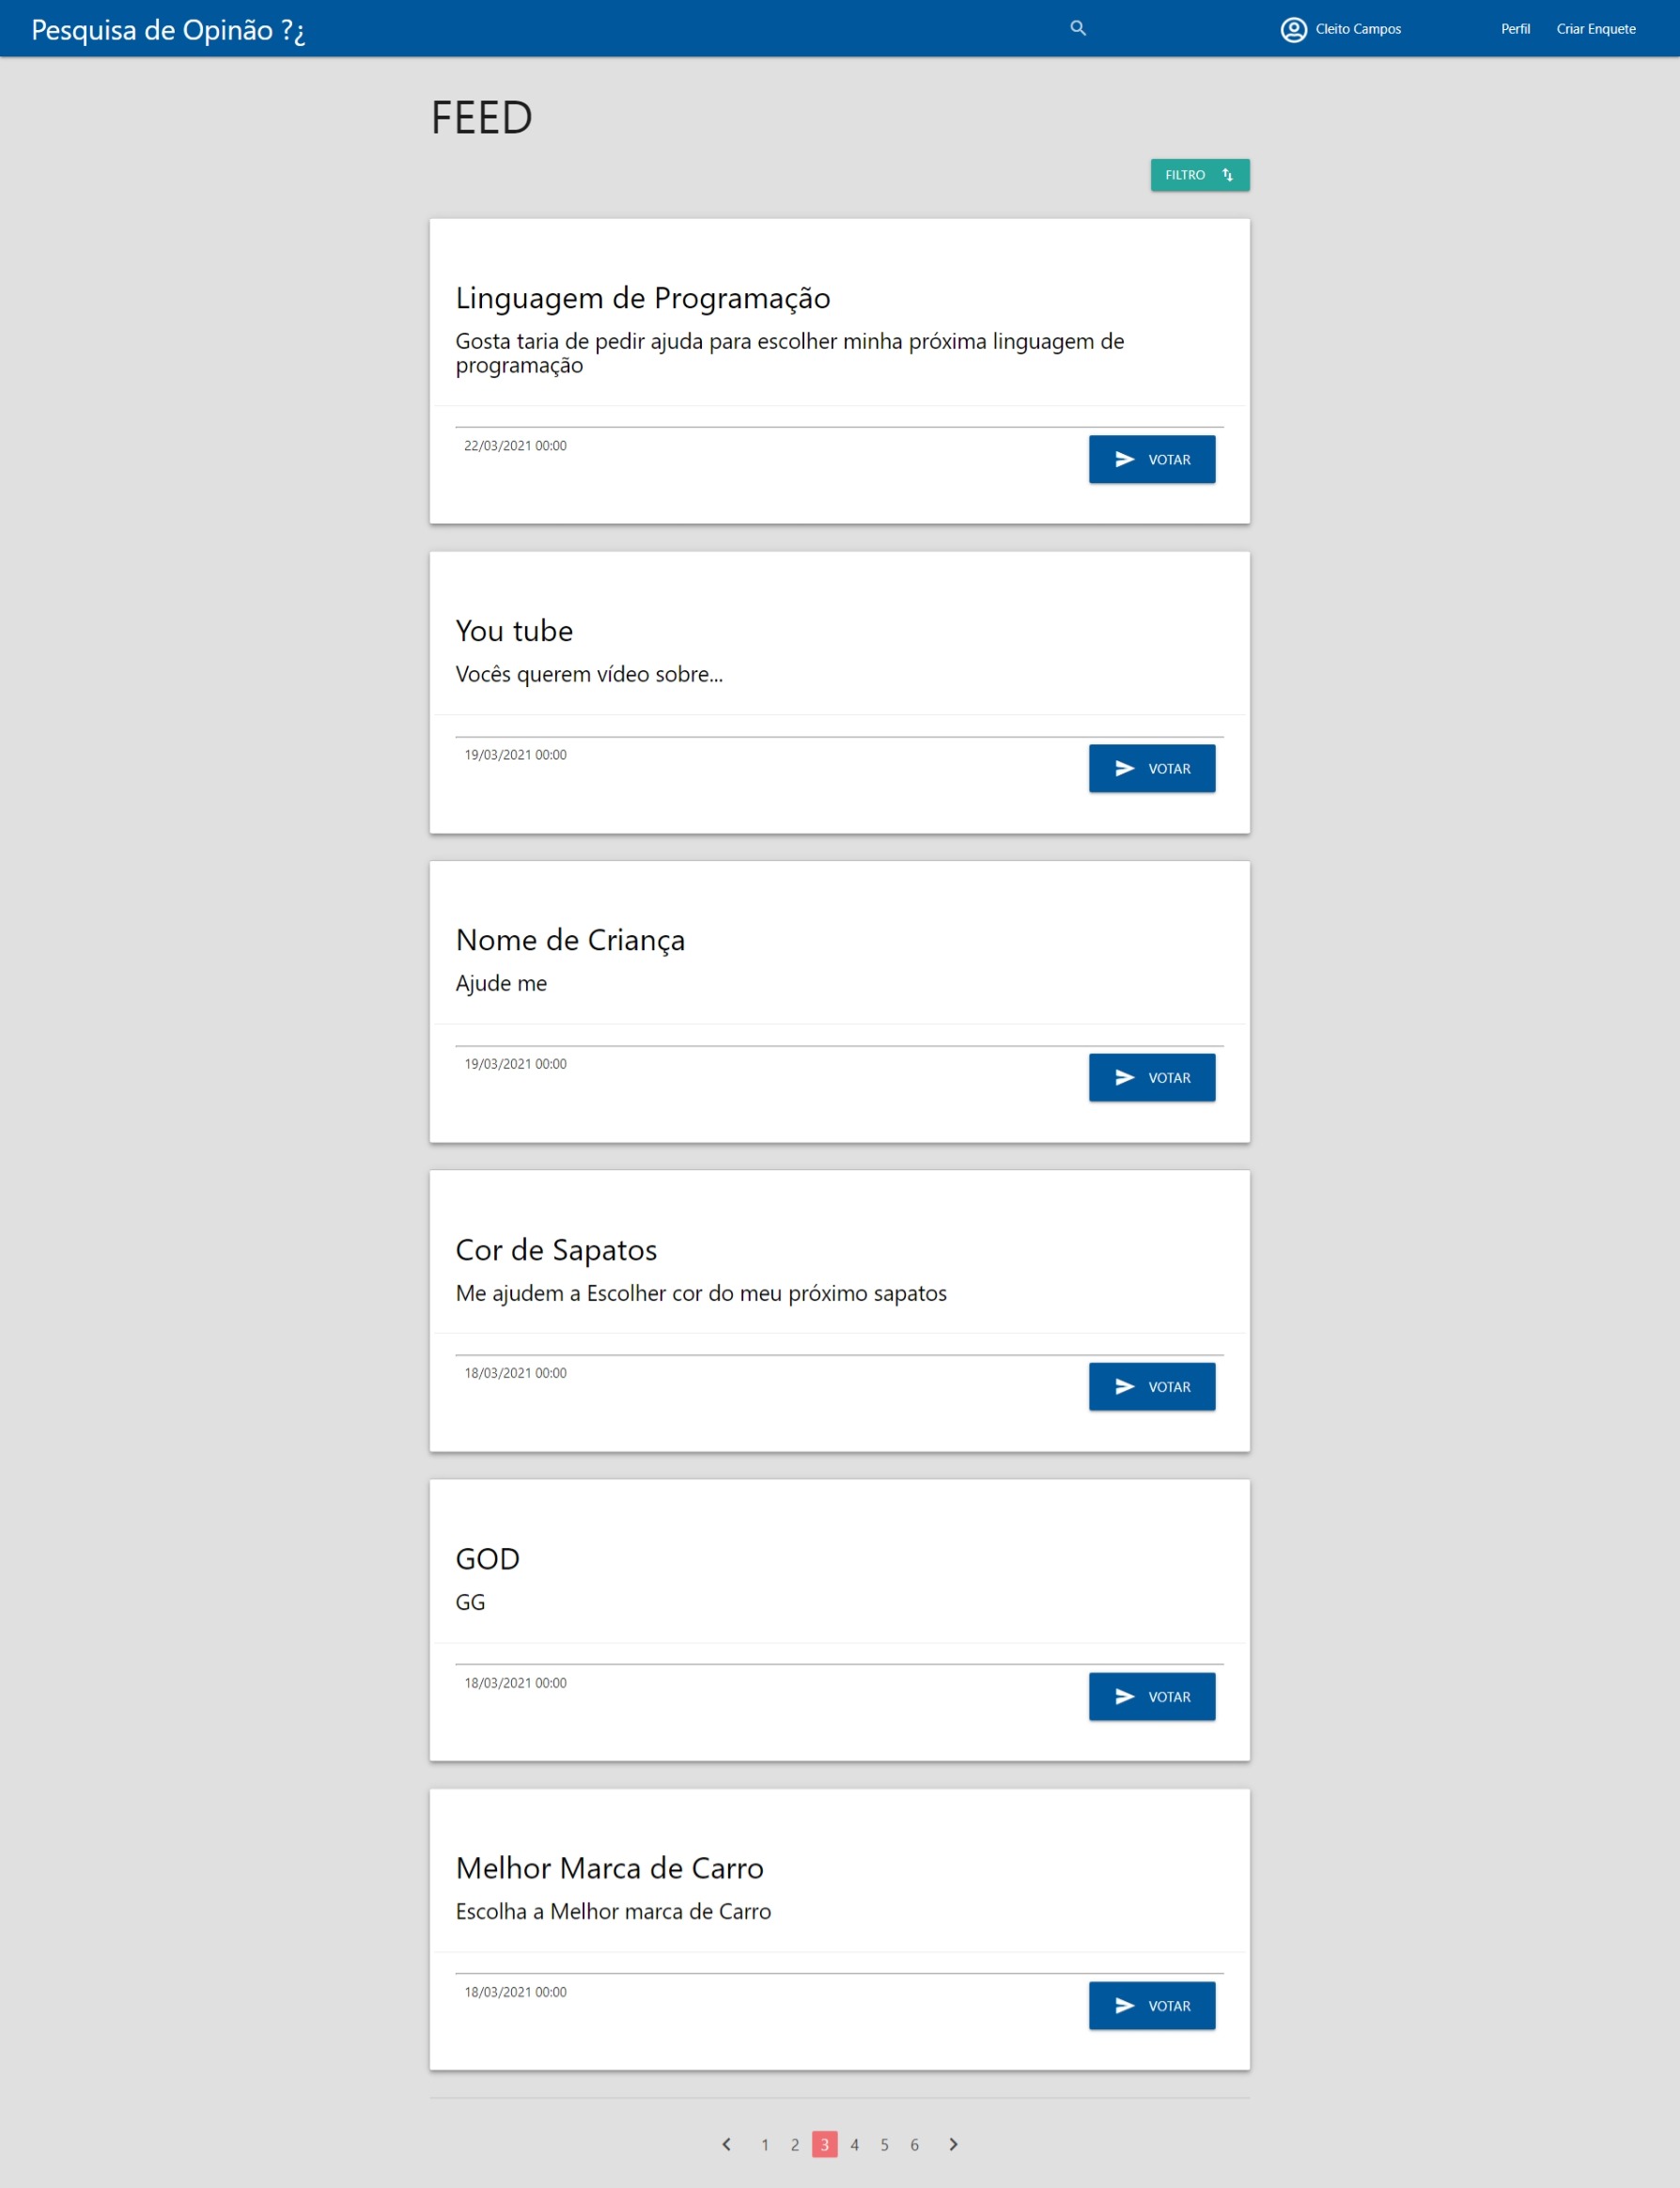 Pesquisa de Opinão ?¿
Cleito Campos
Perfil
Criar Enquete
FEED
FILTRO
Linguagem de Programação
Gosta taria de pedir ajuda para escolher minha próxima linguagem de
programação
22/03/2021 00:00
VOTAR
You tube
Vocês querem vídeo sobre...
19/03/2021 00:00
VOTAR
Nome de Criança
Ajude me
19/03/2021 00:00
VOTAR
Cor de Sapatos
Me ajudem a Escolher cor do meu próximo sapatos
18/03/2021 00:00
VOTAR
GOD
GG
18/03/2021 00:00
VOTAR
Melhor Marca de Carro
Escolha a Melhor marca de Carro
18/03/2021 00:00
VOTAR
1 2 3 4 5 6